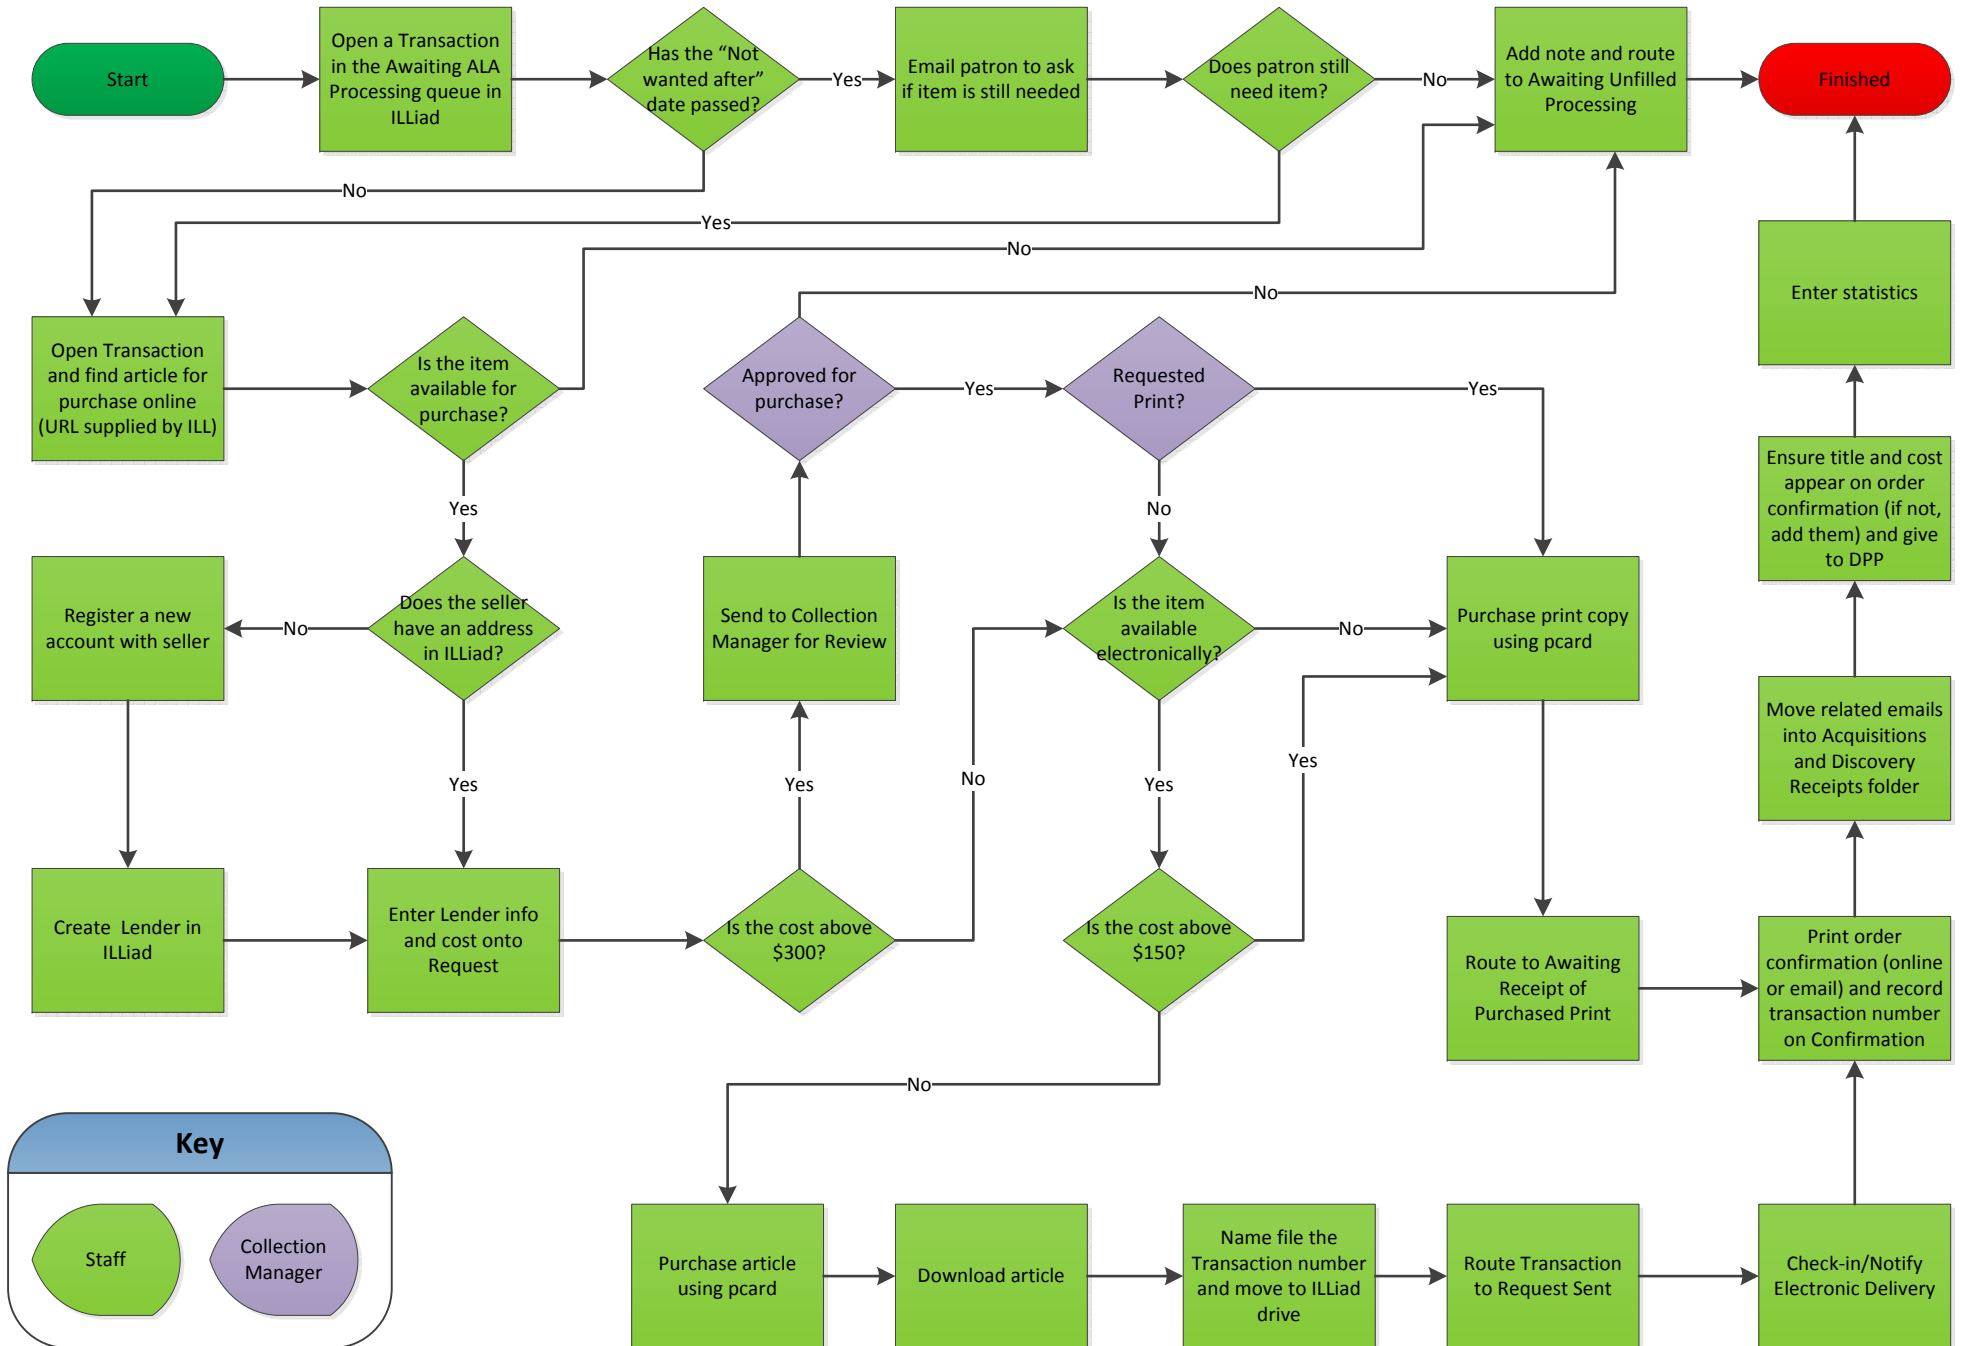 Start
Open a Transaction
in the Awaiting ALA
Processing queue in
ILLiad
Has the “Not
wanted after”
date passed?
Yes
Email patron to ask
if item is still needed
Does patron still
need item?
No
Add note and route
to Awaiting Unfilled
Processing
Finished
No
Yes
No
No
Enter statistics
Open Transaction
and find article for
purchase online
(URL supplied by ILL)
Is the item
available for
purchase?
Approved for
purchase?
Yes
Requested
Print?
Yes
Yes
No
Ensure title and cost
appear on order
confirmation (if not,
add them) and give
to DPP
Register a new
account with seller
No
Does the seller
have an address
in ILLiad?
Send to Collection
Manager for Review
Is the item
available
electronically?
No
Purchase print copy
using pcard
Yes
Yes
No
Yes
Yes
Move related emails
into Acquisitions
and Discovery
Receipts folder
Create  Lender in
ILLiad
Enter Lender info
and cost onto
Request
Is the cost above
$300?
Is the cost above
$150?
Route to Awaiting
Receipt of
Purchased Print
Print order
confirmation (online
or email) and record
transaction number
on Confirmation
No
Key
Staff
Collection
Manager
Purchase article
using pcard
Download article
Name file the
Transaction number
and move to ILLiad
drive
Route Transaction
to Request Sent
Check-in/Notify
Electronic Delivery